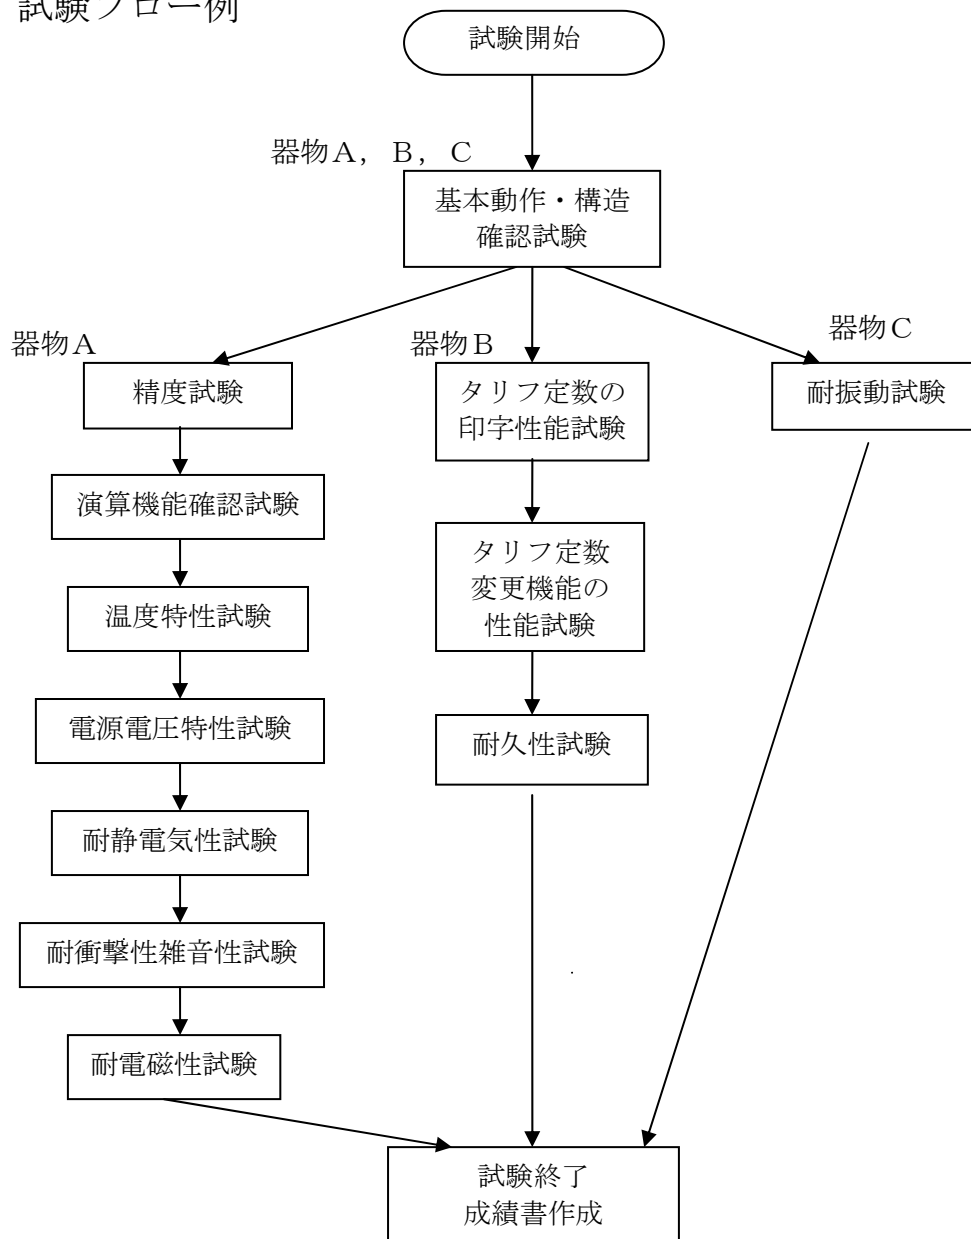 試験フロー例
試験開始
器物A, B, C
基本動作・構造
確認試験
器物A
精度試験
演算機能確認試験
温度特性試験
電源電圧特性試験
耐静電気性試験
耐衝撃性雑音性試験
耐電磁性試験
器物B
タリフ定数の
印字性能試験
タリフ定数
変更機能の
性能試験
耐久性試験
器物C
耐振動試験
試験終了
成績書作成